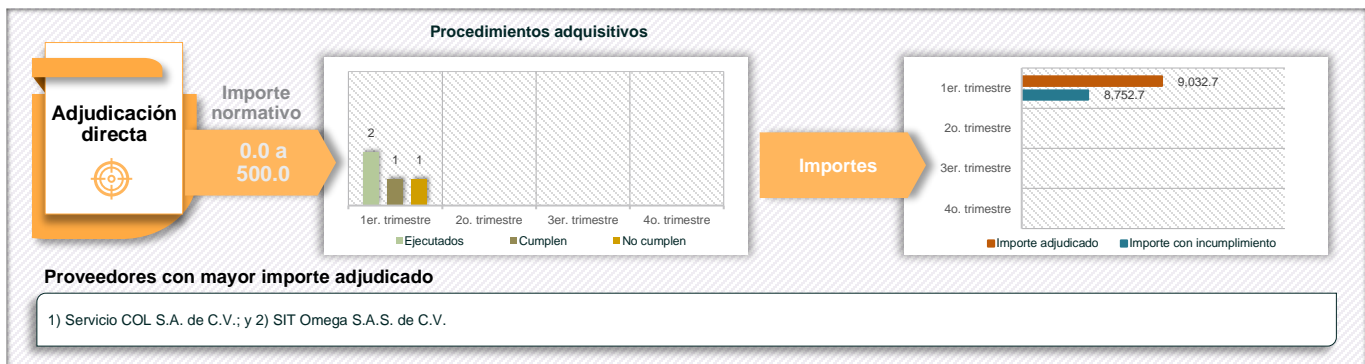 Procedimientos adquisitivos
Adjudicación
directa
Importe
normativo
0.0 a
500.0
2
1
1
1er. trimestre
2o. trimestre
3er. trimestre
4o. trimestre
Ejecutados
Cumplen
No cumplen
Importes
1er. trimestre
9,032.7
8,752.7
2o. trimestre
3er. trimestre
4o. trimestre
Importe adjudicado
Importe con incumplimiento
Proveedores con mayor importe adjudicado
1) Servicio COL S.A. de C.V.; y 2) SIT Omega S.A.S. de C.V.